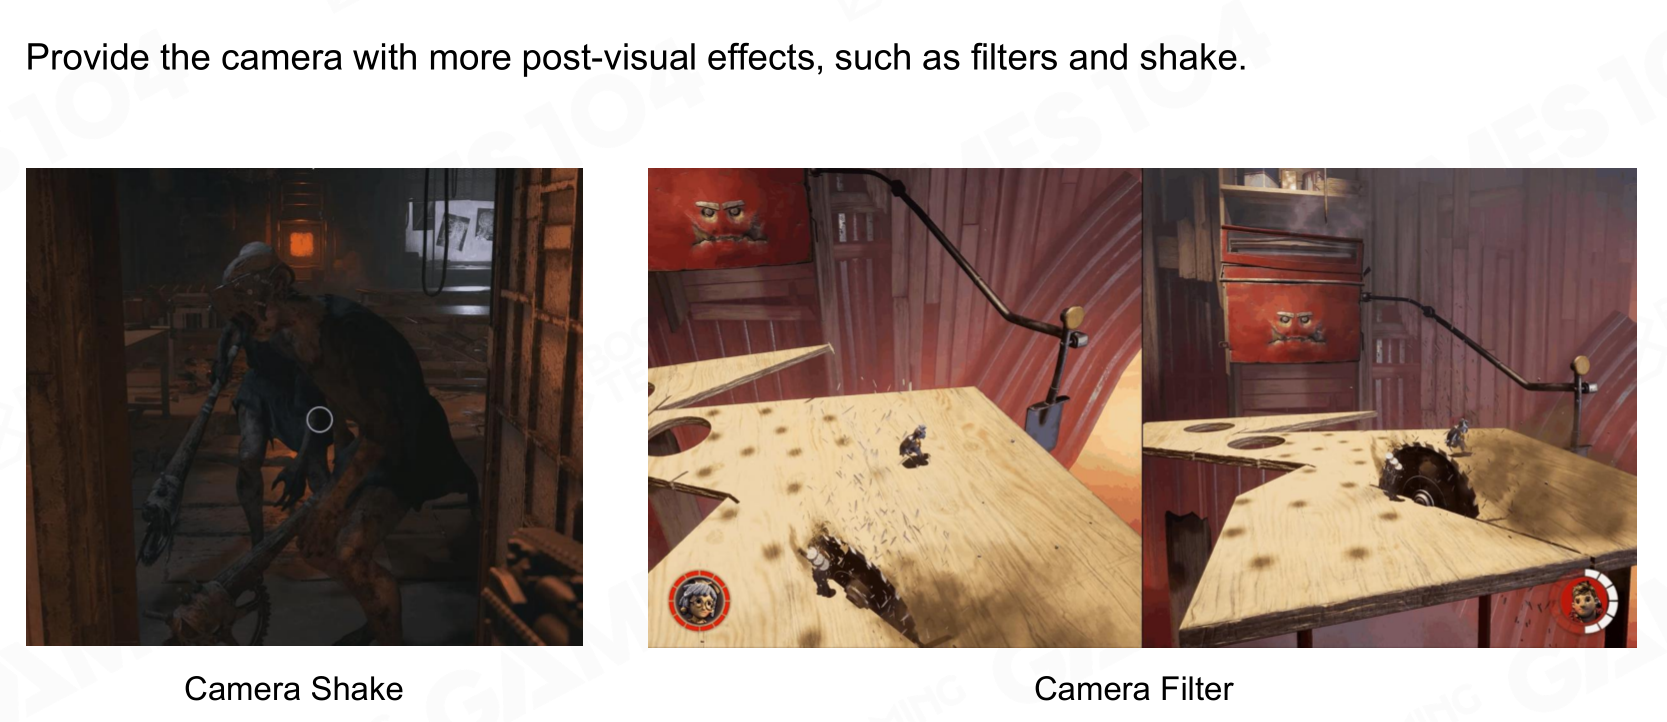 Provide the camera with more post-visual effects, such as filters and shake.
Camera Shake
Camera Filter